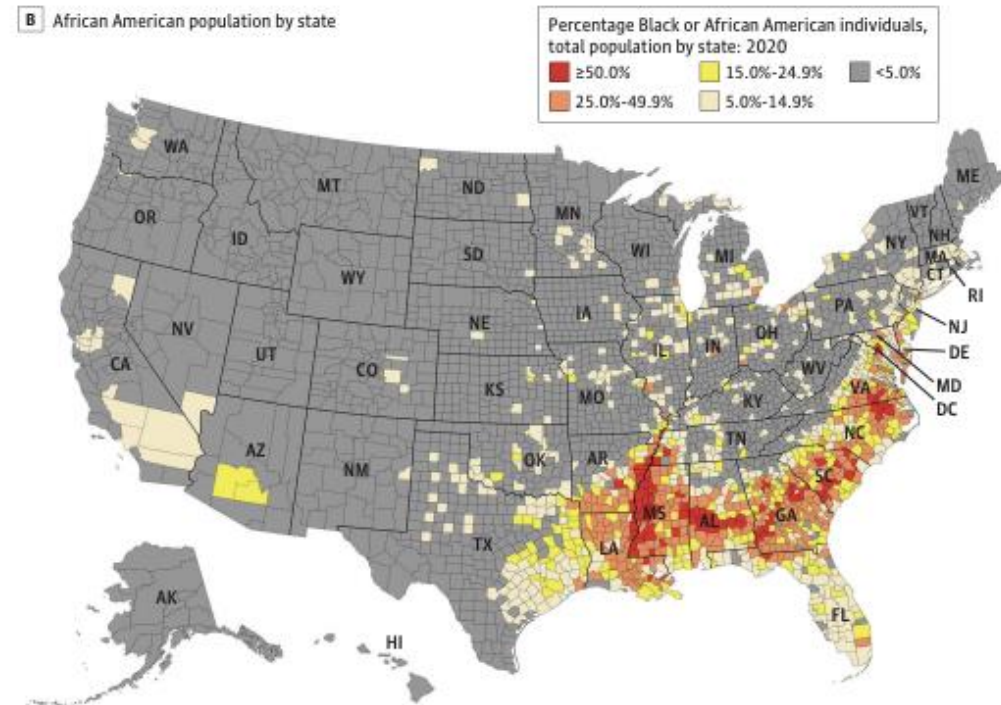 B African American population by state
Percentage Black or African American individuals,
total population by state: 2020
≥50.0% 15.0%-24.9% <5.0%
25.0%-49.9% 5.0%-14.9%
WA
MT
ND
MN
ME
OR
ID
SD
WI
MI
VT
NH
NY
MA
CT
RI
WY
IA
PA
NJ
NE
NV
UT
CO
IL
IN
OH
DE
MD
DC
CA
KS
MO
WV
VA
KY
AZ
NM
OK
AR
TN
NC
SC
TX
LA
MS
AL
GA
AK
HI
FL